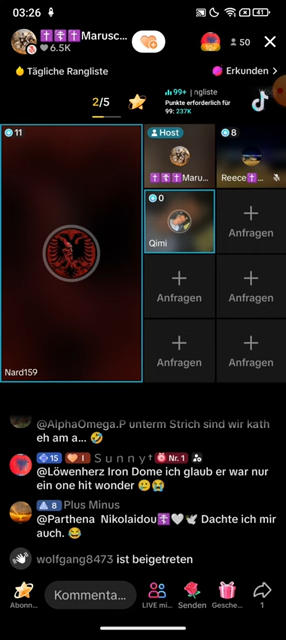 03:26
41
✝️☦️✝️Marusc...
6.5K
50
Tägliche Rangliste
Erkunden >
2/5
99+ | ngliste
Punkte erforderlich für
99: 237K
11
Host
✝️☦️✝️Maru...
8
Reece✝️...
0
Qimi
Anfragen
Anfragen
Anfragen
Anfragen
Anfragen
Anfragen
Anfragen
Nard159
@AlphaOmega.P unterm Strich sind wir kath
eh am a... 🤣
15 I S u n n y ☦️ Nr. 1
@Löwenherz Iron Dome ich glaub er war nur
ein one hit wonder 🙂😢
8 Plus Minus
@Parthena Nikolaidou☦️🤍🕊️ Dachte ich mir
auch. 😂
wolfgang8473 ist beigetreten
Abonn...
Kommenta...
LIVE mi...
Senden
Gesche...
1